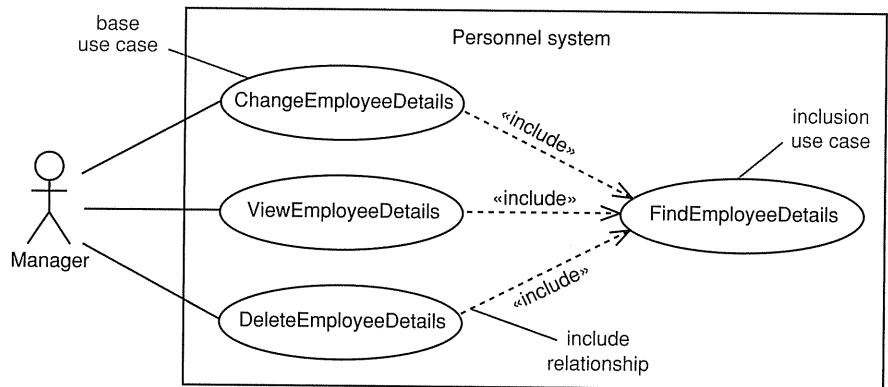 base
use case
Personnel system
ChangeEmployeeDetails
«include»
inclusion
use case
ViewEmployeeDetails
«include»
FindEmployeeDetails
Manager
DeleteEmployeeDetails
«include»
include
relationship